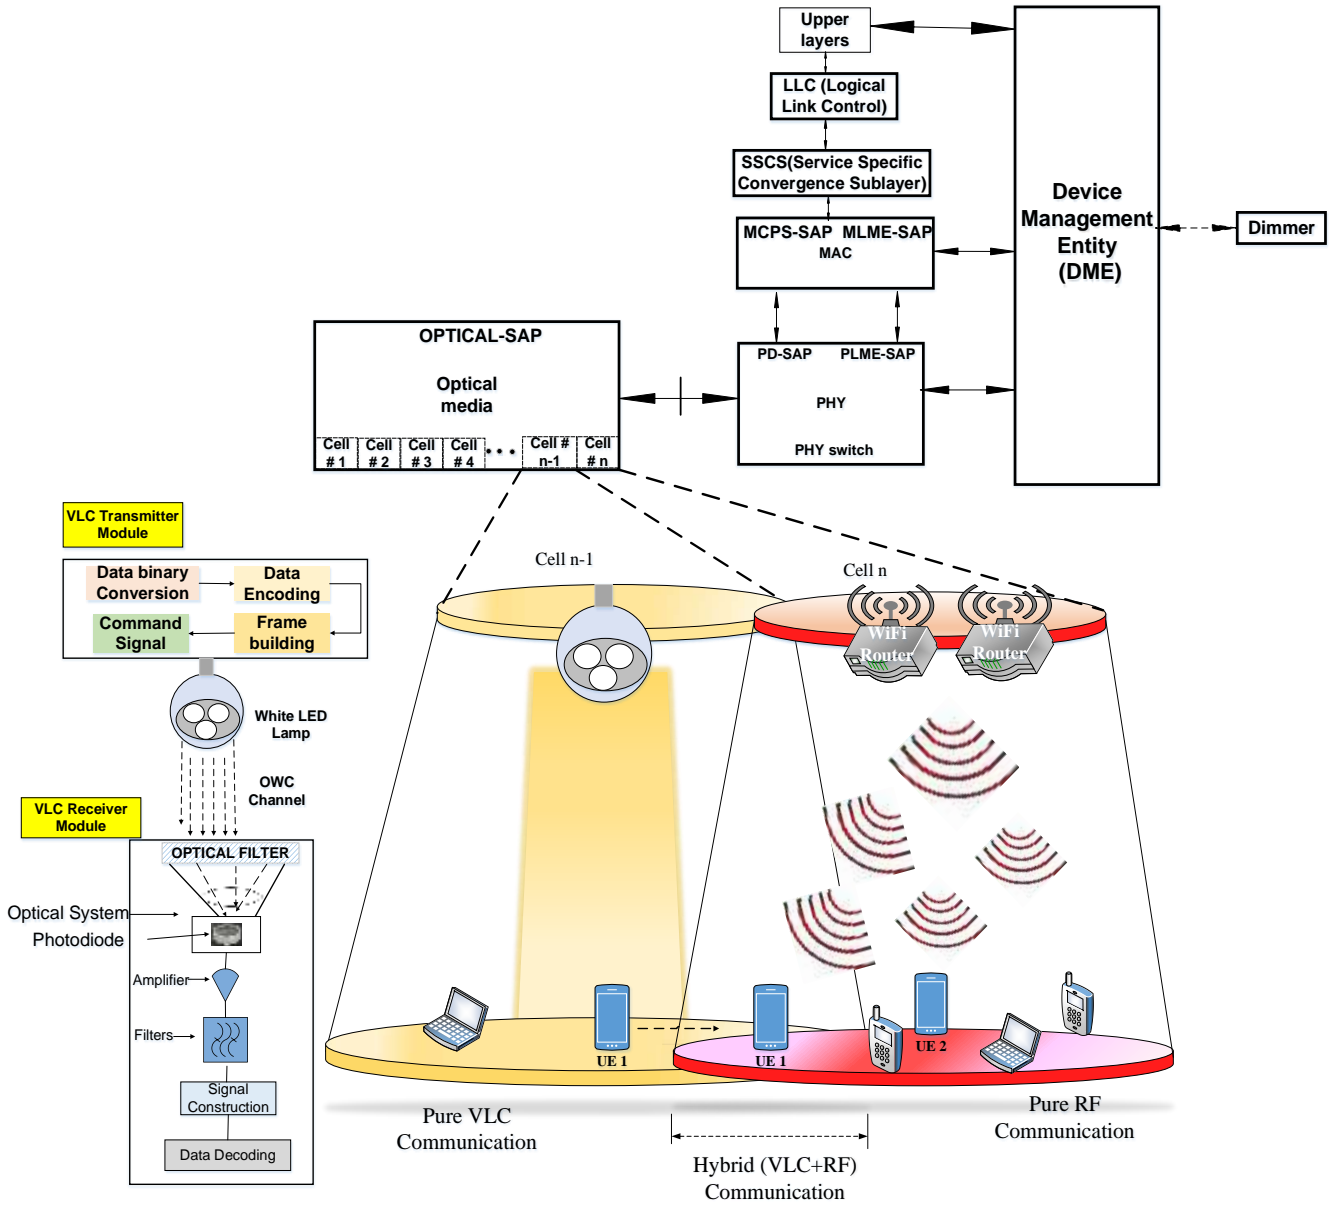 Upper
layers
LLC (Logical
Link Control)
SSCS(Service Specific
Convergence Sublayer)
MCPS-SAP MLME-SAP
MAC
Device
Management
Entity
(DME)
Dimmer
OPTICAL-SAP
Optical
media
Cell
# 1
Cell
# 2
Cell
# 3
Cell
# 4
...
Cell #
n-1
Cell
# n
PD-SAP
PLME-SAP
PHY
PHY switch
VLC Transmitter
Module
Data binary
Conversion
Data
Encoding
Command
Signal
Frame
building
White LED
Lamp
OWC
Channel
VLC Receiver
Module
OPTICAL FILTER
Optical System
Photodiode
Amplifier
Filters
Signal
Construction
Data Decoding
Cell n-1
Cell n
WiFi
Router
WiFi
Router
UE 1
UE 1
UE 2
Pure VLC
Communication
Pure RF
Communication
Hybrid (VLC+RF)
Communication